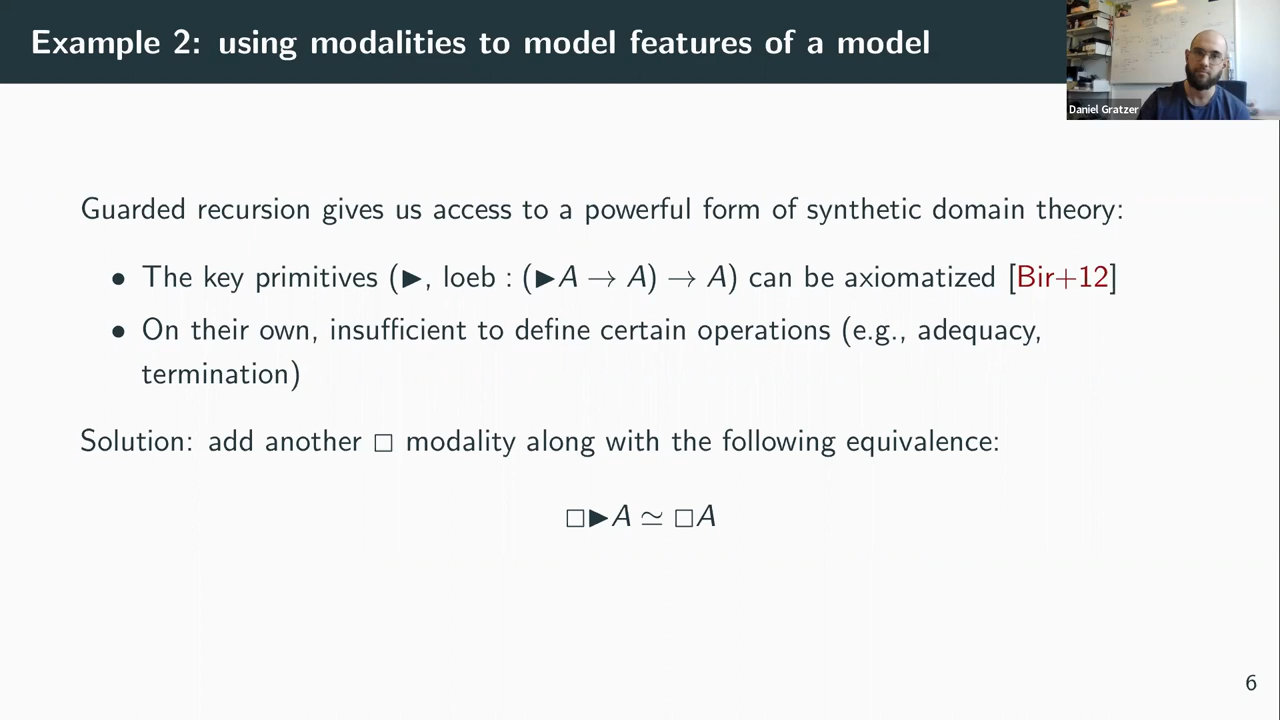 Example 2: using modalities to model features of a model
Daniel Gratzer
Guarded recursion gives us access to a powerful form of synthetic domain theory:
• The key primitives (▶, loeb : (▶A → A) → A) can be axiomatized [Bir+12]
• On their own, insufficient to define certain operations (e.g., adequacy,
termination)
Solution: add another □ modality along with the following equivalence:
□▶A ≃ □A
6